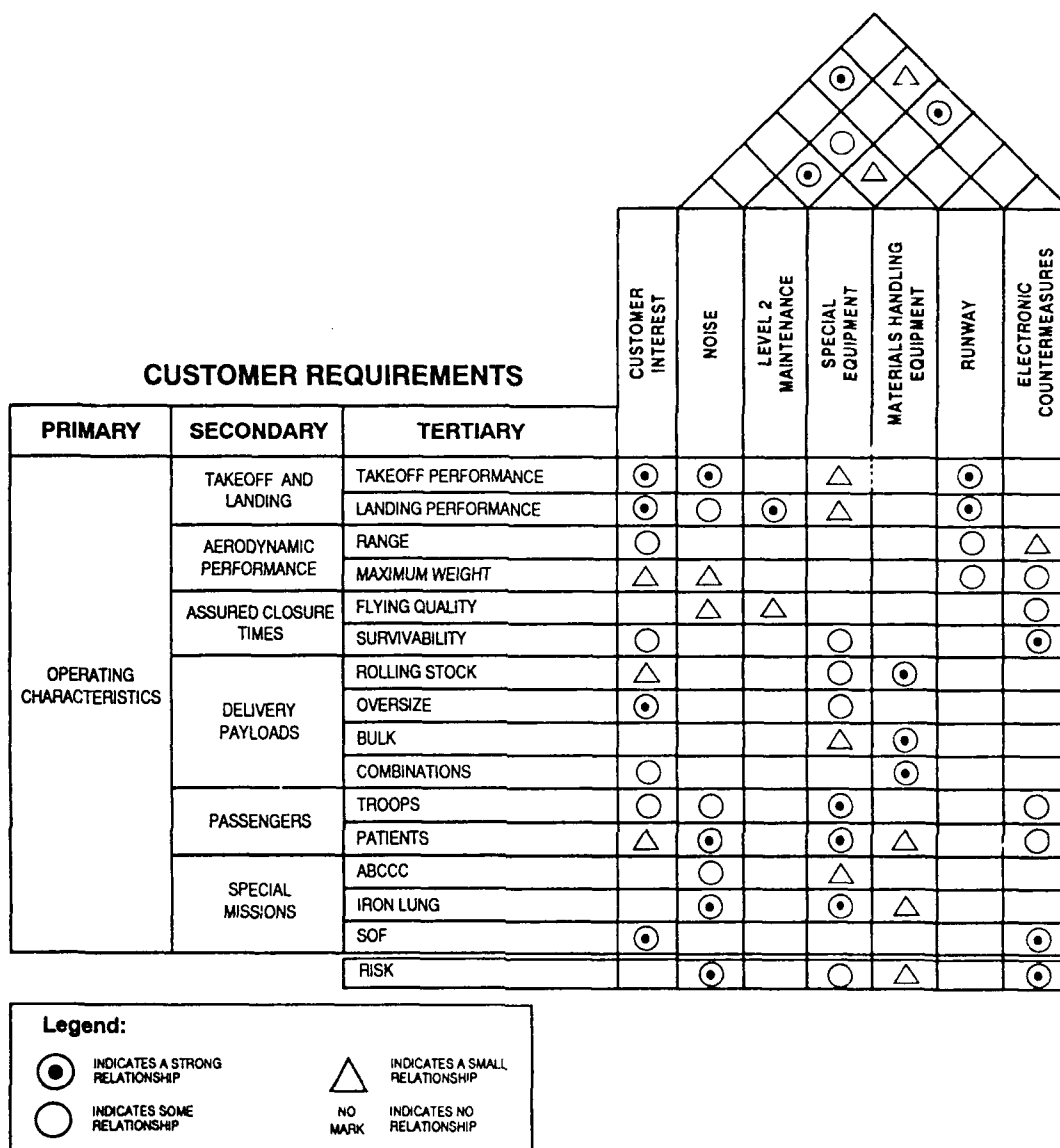 CUSTOMER
INTEREST
NOISE
LEVEL 2
MAINTENANCE
SPECIAL
EQUIPMENT
MATERIALS HANDLING
EQUIPMENT
RUNWAY
ELECTRONIC
COUNTERMEASURES
CUSTOMER REQUIREMENTS
PRIMARY SECONDARY TERTIARY
OPERATING
CHARACTERISTICS
TAKEOFF AND
LANDING
TAKEOFF PERFORMANCE
LANDING PERFORMANCE
AERODYNAMIC
PERFORMANCE
RANGE
MAXIMUM WEIGHT
ASSURED CLOSURE
TIMES
FLYING QUALITY
SURVIVABILITY
DELIVERY
PAYLOADS
ROLLING STOCK
OVERSIZE
BULK
COMBINATIONS
PASSENGERS
TROOPS
PATIENTS
SPECIAL
MISSIONS
ABCCC
IRON LUNG
SOF
RISK
Legend:
INDICATES A STRONG
RELATIONSHIP
INDICATES SOME
RELATIONSHIP
INDICATES A SMALL
RELATIONSHIP
NO
MARK
INDICATES NO
RELATIONSHIP